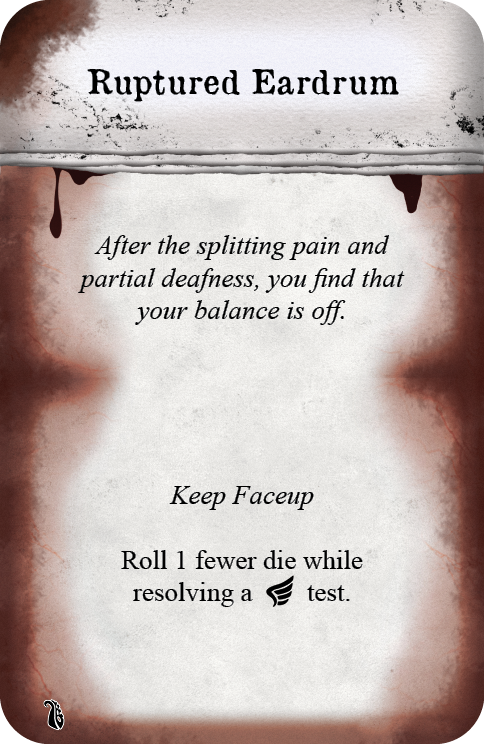 Ruptured Eardrum
After the splitting pain and
partial deafness, you find that
your balance is off.
Keep Faceup
Roll 1 fewer die while
resolving a test.